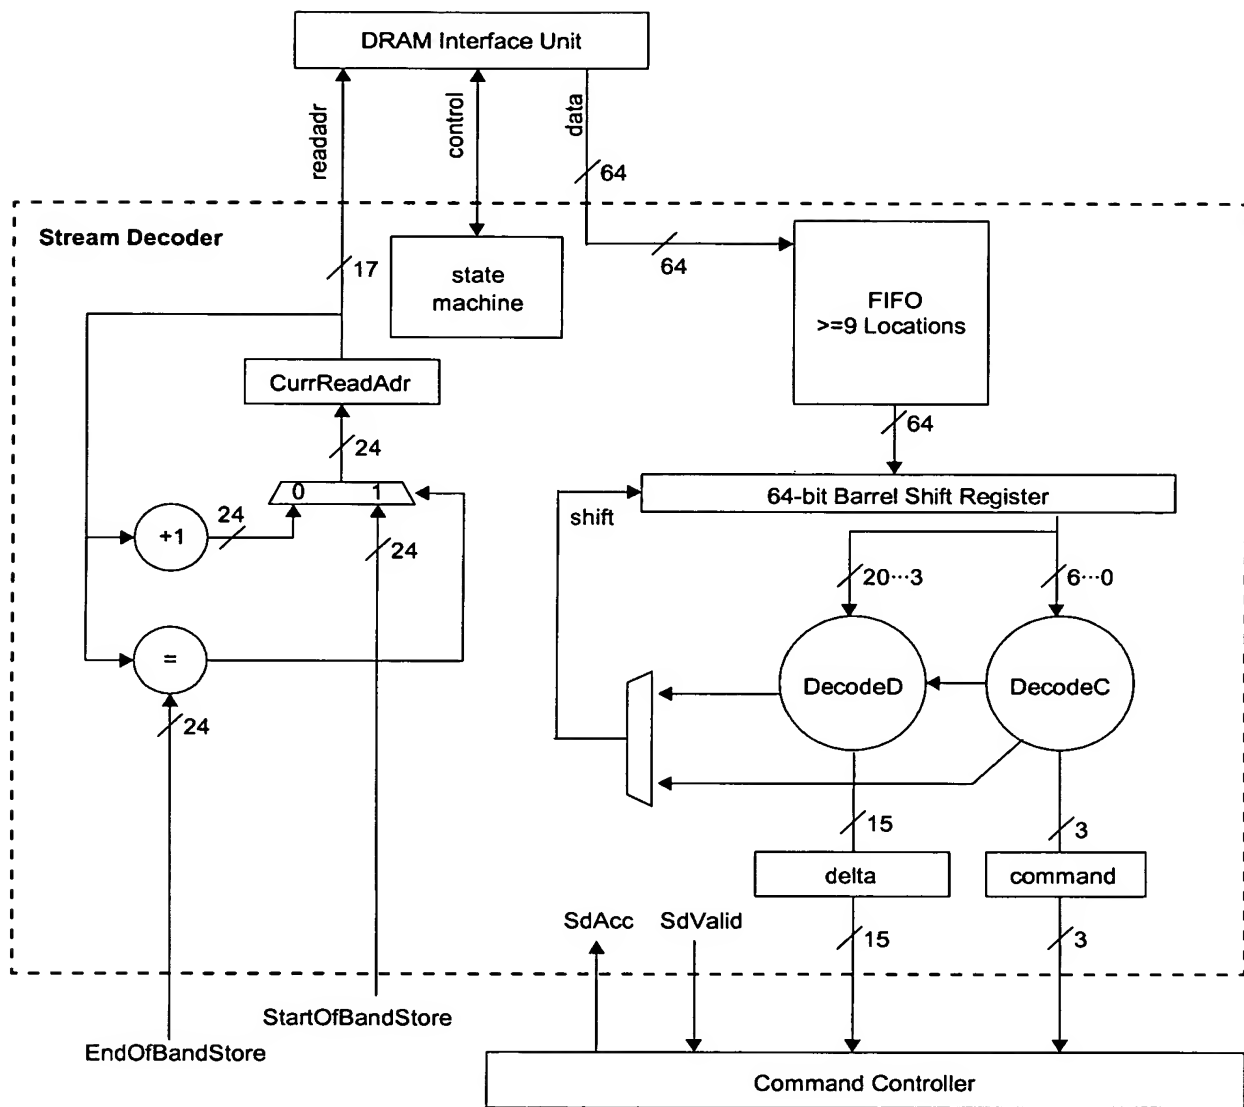 DRAM Interface Unit
readadr
control
data
64
Stream Decoder
17
state
machine
64
FIFO
>=9 Locations
CurrReadAdr
24
64
0 1
64-bit Barrel Shift Register
shift
+1
24
24
20···3
6···0
=
DecodeD
DecodeC
24
15
3
delta
command
SdAcc
SdValid
15
3
StartOfBandStore
EndOfBandStore
Command Controller